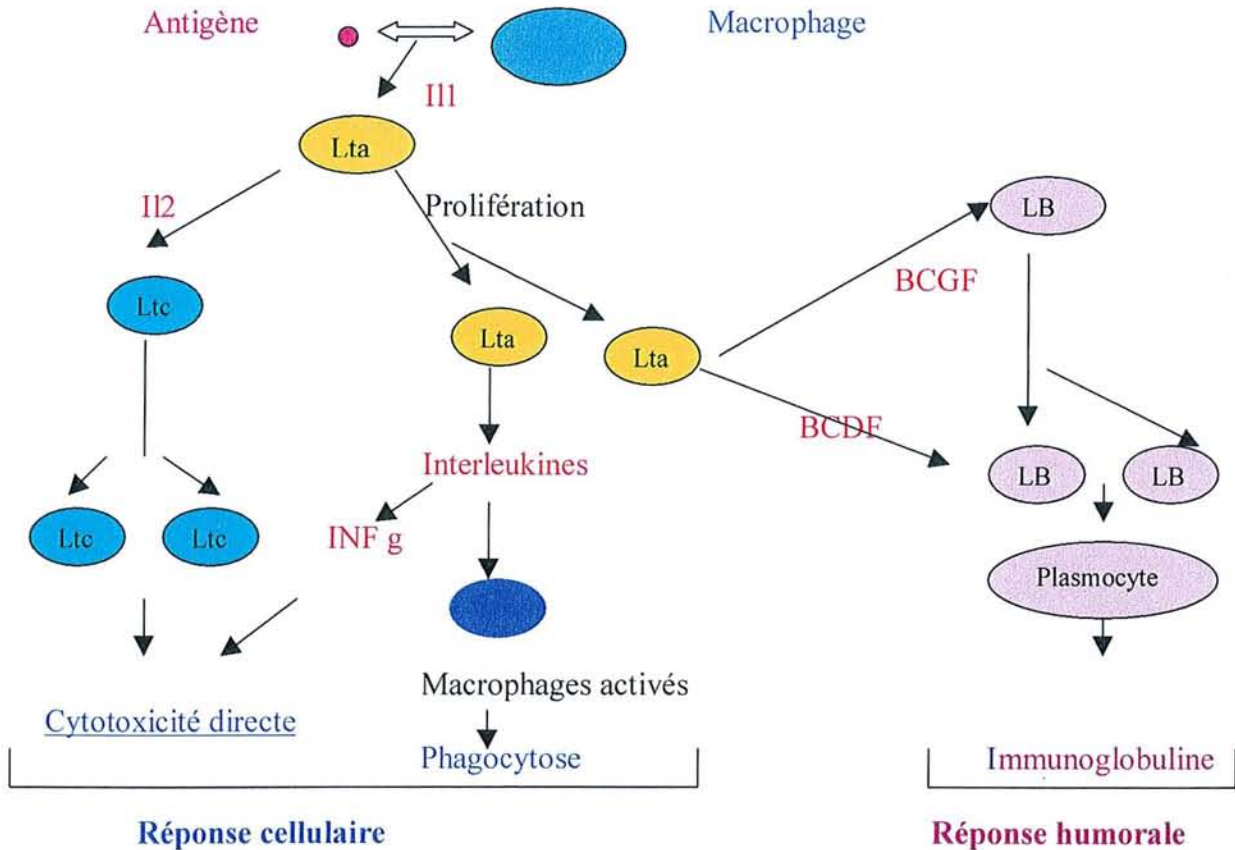 Antigène
Macrophage
Il1
Lta
Il2
Prolifération
LB
Ltc
BCGF
Lta
Lta
BCDF
Interleukines
LB
LB
Ltc
Ltc
INF g
Plasmocyte
Macrophages activés
Cytotoxicité directe
Phagocytose
Immunoglobuline
Réponse cellulaire
Réponse humorale